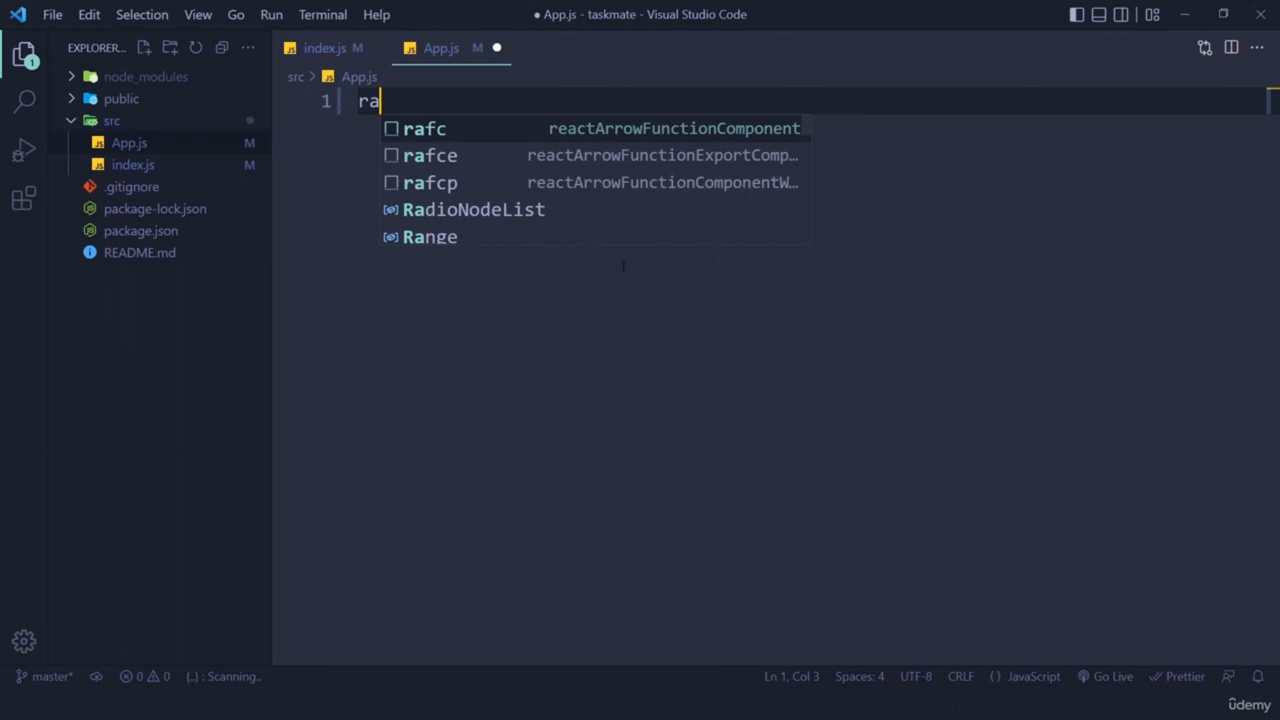 File Edit Selection View Go Run Terminal Help
● App.js - taskmate - Visual Studio Code
EXPLORER...
index.js M
App.js M
src > App.js
node_modules
public
src
App.js M
index.js M
.gitignore
package-lock.json
package.json
README.md
1
1 ra
rafc reactArrowFunctionComponent
rafce reactArrowFunctionExportComp...
rafcp reactArrowFunctionComponentW...
RadioNodeList
Range
master* 0 0 {..} : Scanning..
Ln 1, Col 3 Spaces: 4 UTF-8 CRLF {} JavaScript Go Live Prettier
ûdemy